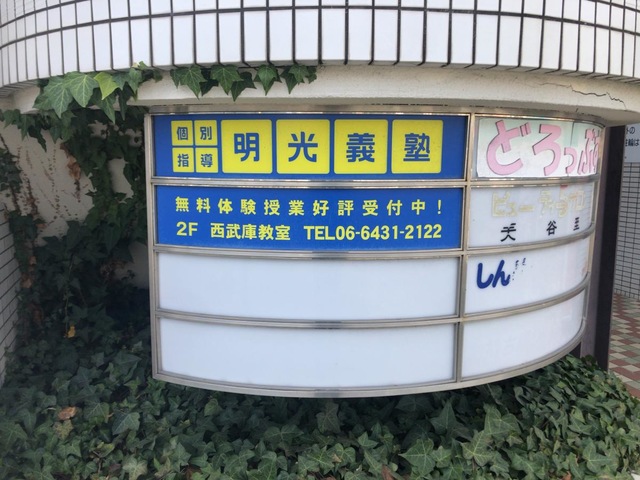 個別
指導
明光義塾
無料体験授業好評受付中!
2F 西武庫教室 TEL06-6431-2122
どろっぷ
天谷
しん